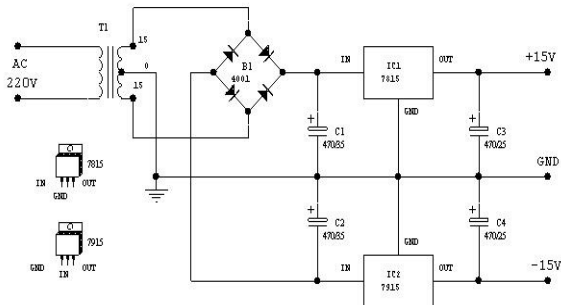 T1
15
0
15
AC
220V
B1
4001
IN
IC1
7815
OUT
GND
+15V
C1
470/35
C3
470/25
GND
C2
470/35
C4
470/25
GND
IN
IC2
7915
OUT
-15V
7815
IN
OUT
GND
7915
GND
IN
OUT